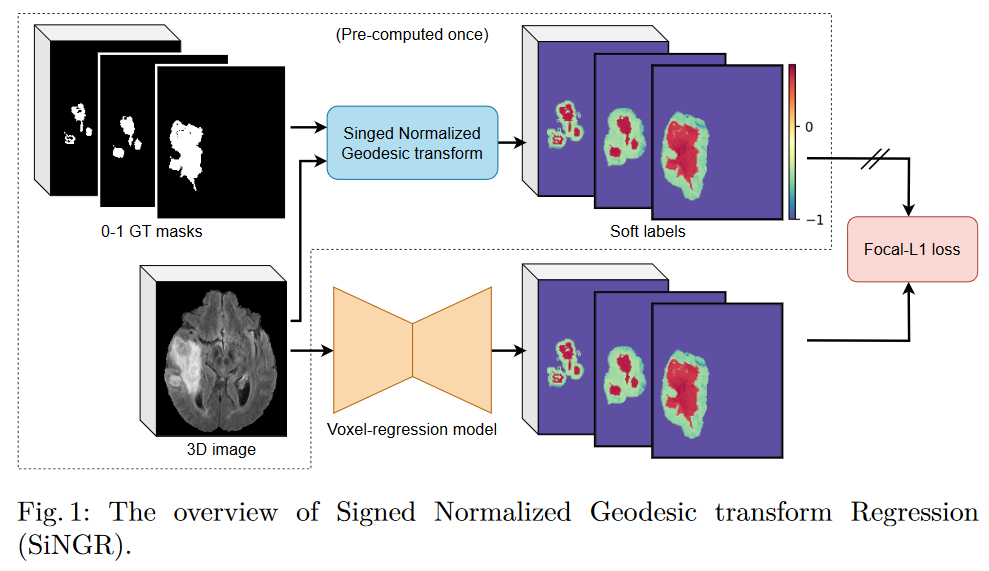 (Pre-computed once)
Singed Normalized
Geodesic transform
0
−1
0-1 GT masks
Soft labels
Focal-L1 loss
3D image
Voxel-regression model
Fig. 1: The overview of Signed Normalized Geodesic transform Regression
(SiNGR).